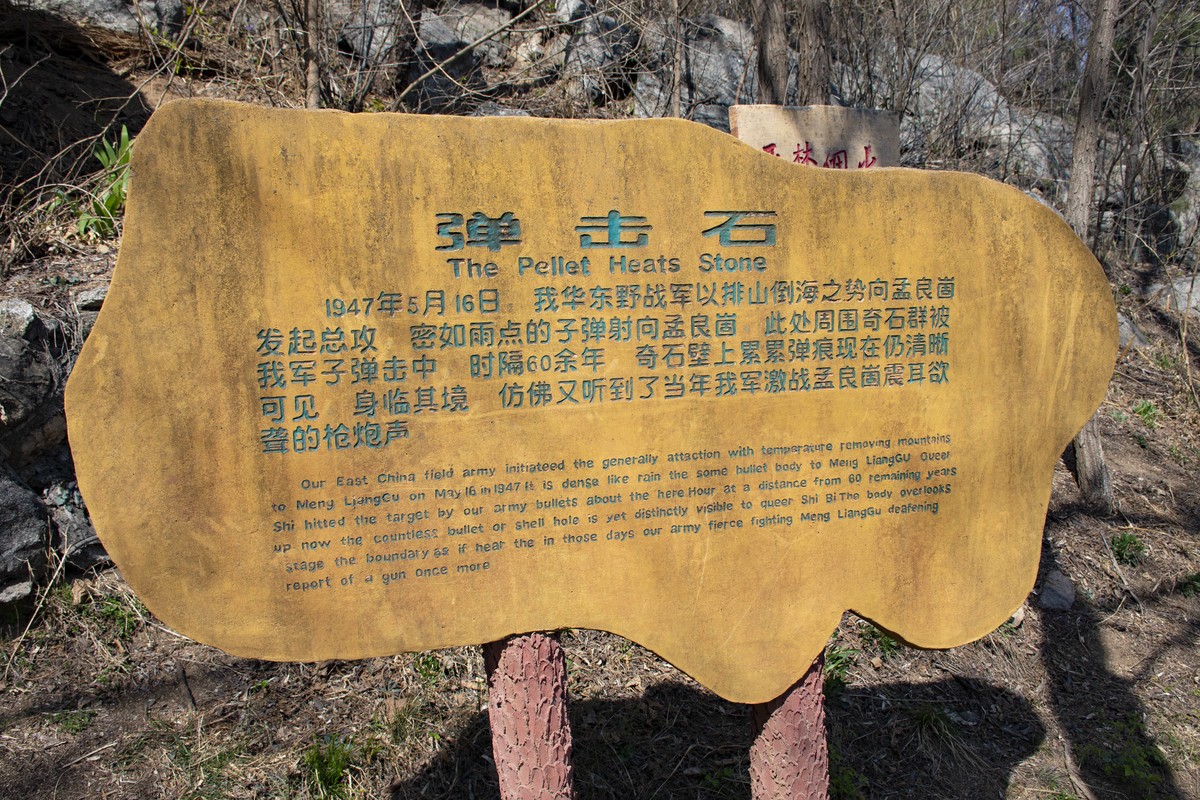 林烟火
弹击石
The Pellet Heats Stone
1947年5月16日 我华东野战军以排山倒海之势向孟良崮
发起总攻 密如雨点的子弹射向孟良崮 此处周围奇石群被
我军子弹击中 时隔60余年 奇石壁上累累弹痕现在仍清晰
可见 身临其境 仿佛又听到了当年我军激战孟良崮震耳欲
聋的枪炮声
Our East China field army initiateed the generally attaction with temperature removing mountains
to Meng LiangGu on May 16 in 1947 It is dense like rain the some bullet body to Meng LiangGu Queer
Shi hitted the target by our army bullets about the here Hour at a distance from 60 remaining years
up now the countless bullet or shell hole is yet distinctly visible to queer Shi Bi The body overlooks
stage the boundary as if hear the in those days our army fierce fighting Meng LiangGu deafening
report of a gun once more